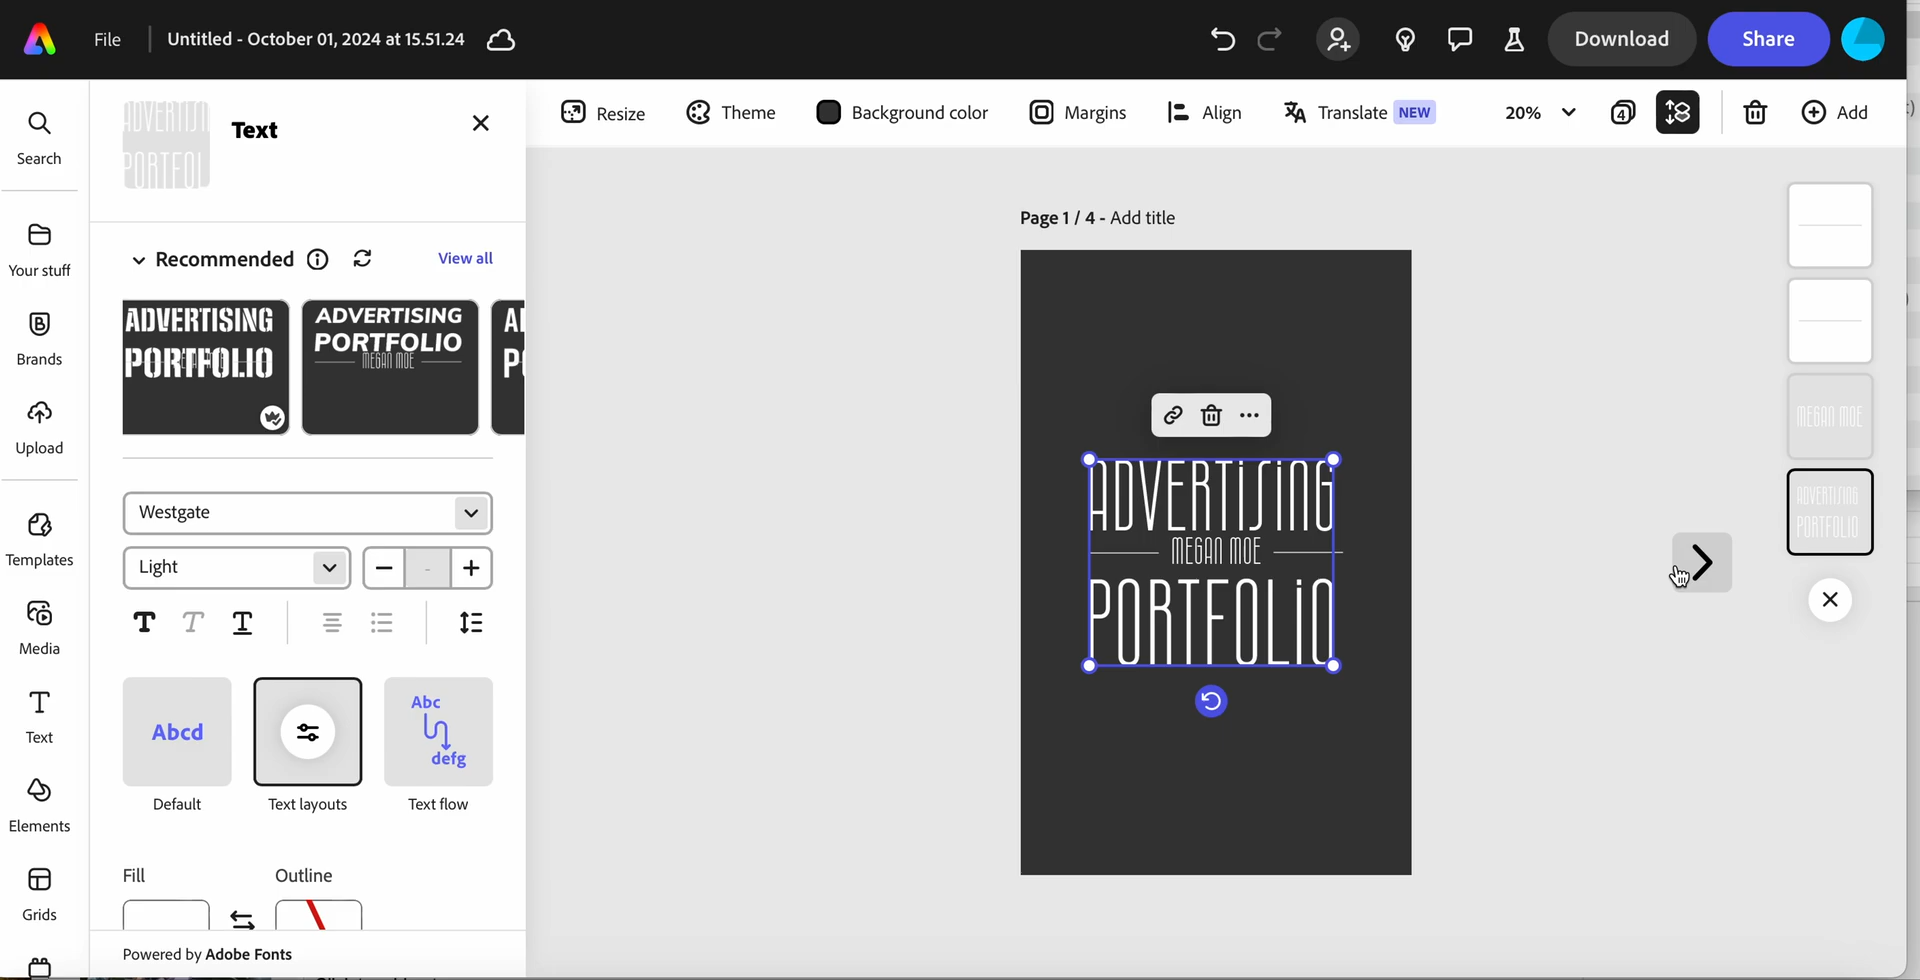 File
Untitled - October 01, 2024 at 15.51.24
Download
Share
Search
Your stuff
Brands
Upload
Templates
Media
Text
Elements
Grids
ADVERTISING
PORTFOL
Text
Recommended
View all
ADVERTISING
PORTFOLIO
ADVERTISING
PORTFOLIO
MEGAN MOE
Westgate
Light
-
T T T
Abcd
Default
Text layouts
Abc
defg
Text flow
Fill
Outline
Powered by Adobe Fonts
Resize
Theme
Background color
Margins
Align
Translate NEW
20%
4
Add
Page 1 / 4 - Add title
ADVERTISING
MEGAN MOE
PORTFOLIO
MEGAN MOE
ADVERTISING
PORTFOLIO